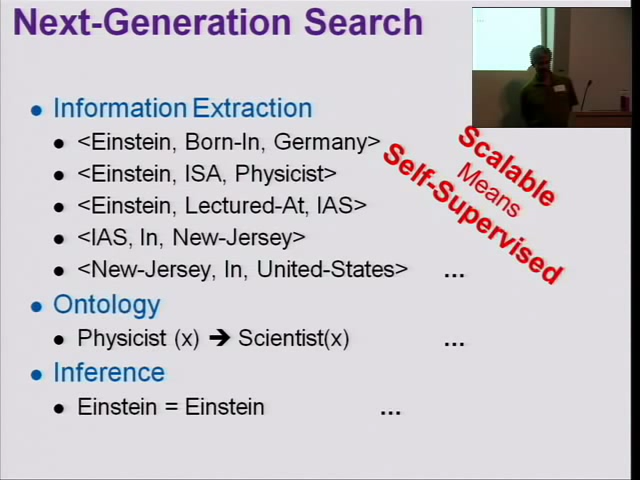 Next-Generation Search
Information Extraction
<Einstein, Born-In, Germany>
<Einstein, ISA, Physicist>
<Einstein, Lectured-At, IAS>
<IAS, In, New-Jersey>
<New-Jersey, In, United-States> ...
Scalable
Means
Self-Supervised
Ontology
Physicist (x) ➔ Scientist(x) ...
Inference
Einstein = Einstein ...